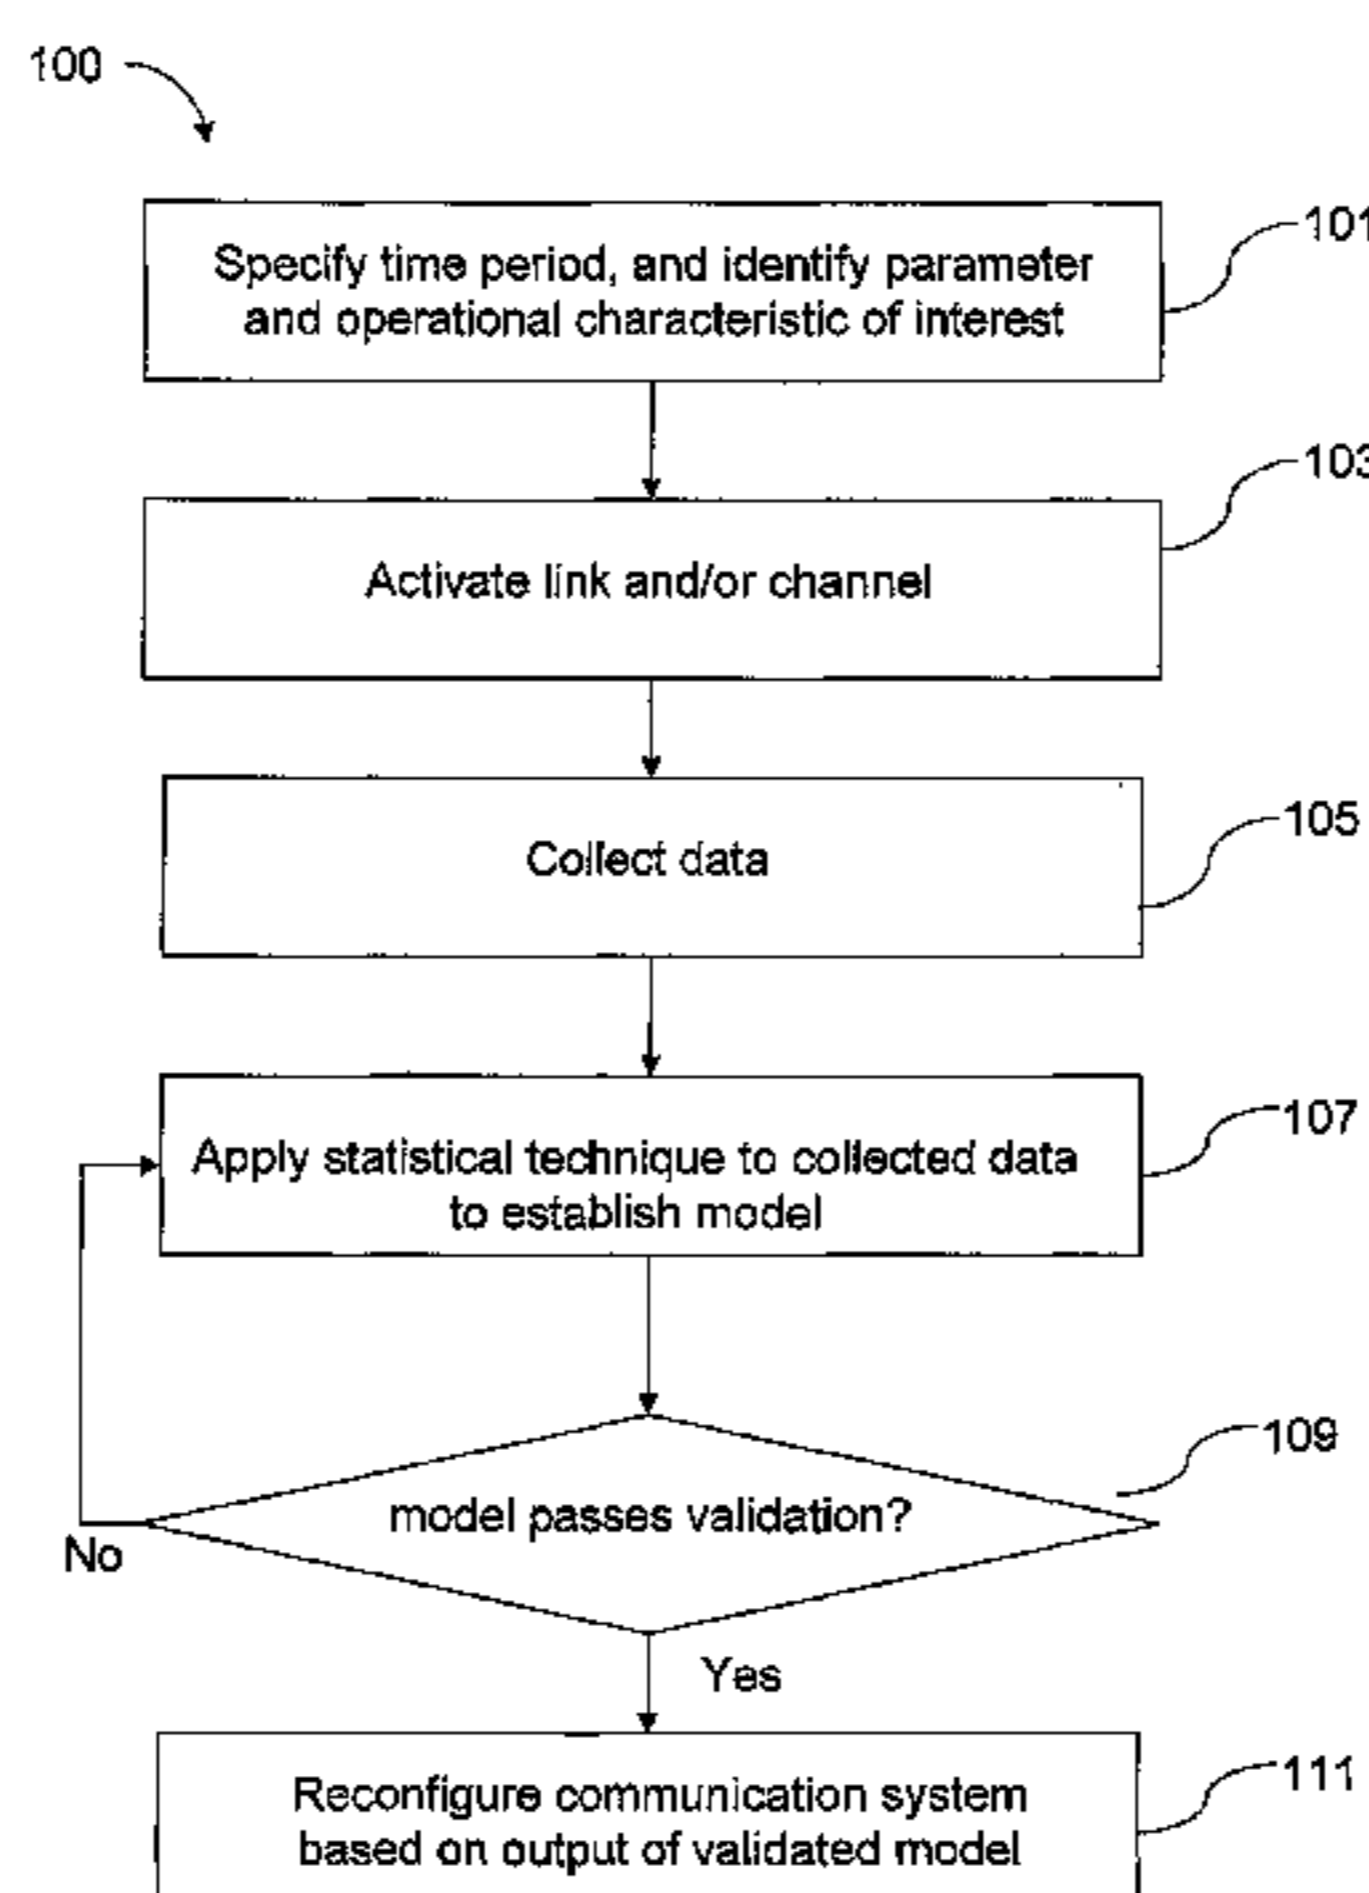 100
Specify time period, and identify parameter
and operational characteristic of interest
101
Activate link and/or channel
103
Collect data
105
Apply statistical technique to collected data
to establish model
107
model passes validation?
109
No
Yes
Reconfigure communication system
based on output of validated model
111